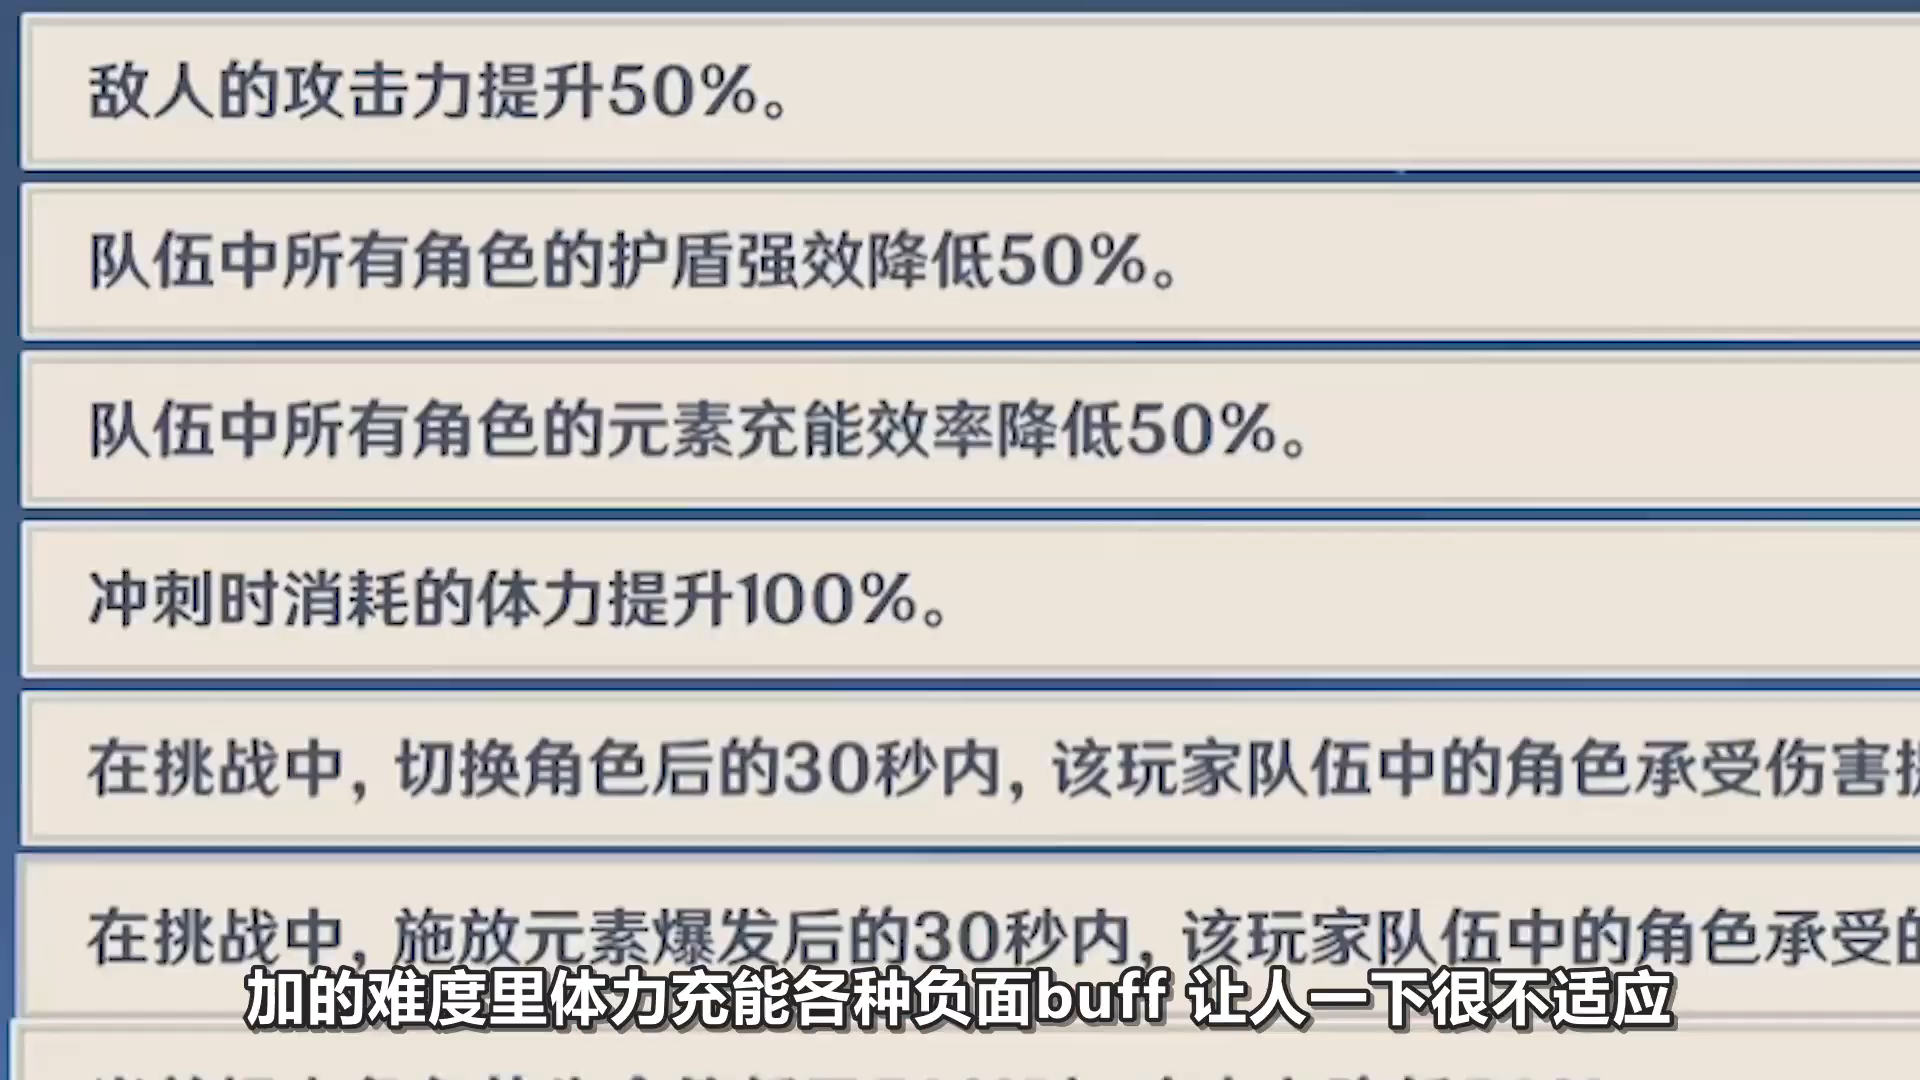 敌人的攻击力提升50%。
队伍中所有角色的护盾强效降低50%。
队伍中所有角色的元素充能效率降低50%。
冲刺时消耗的体力提升100%。
在挑战中，切换角色后的30秒内，该玩家队伍中的角色承受伤害
在挑战中，施放元素爆发后的30秒内，该玩家队伍中的角色承受
加的难度里体力充能各种负面buff 让人一下很不适应